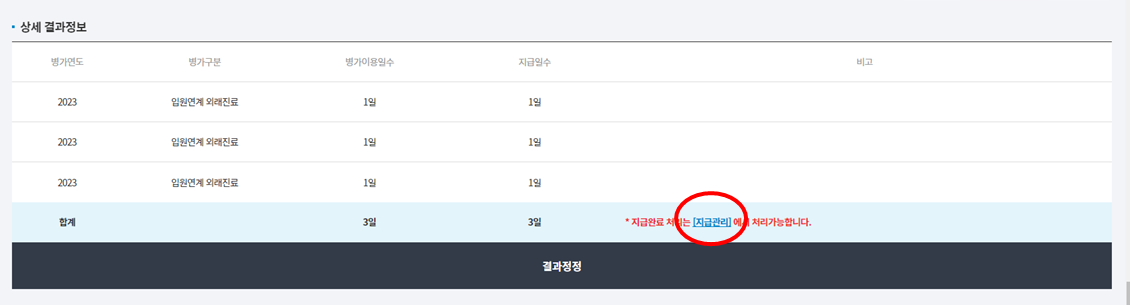 상세 결과정보
병가연도 병가구분 병가이용일수 지급일수 비고
2023 입원연계 외래진료 1일 1일
2023 입원연계 외래진료 1일 1일
2023 입원연계 외래진료 1일 1일
합계 3일 3일 * 지급완료 처리는 [지급관리] 에서 처리가능합니다.
결과정정